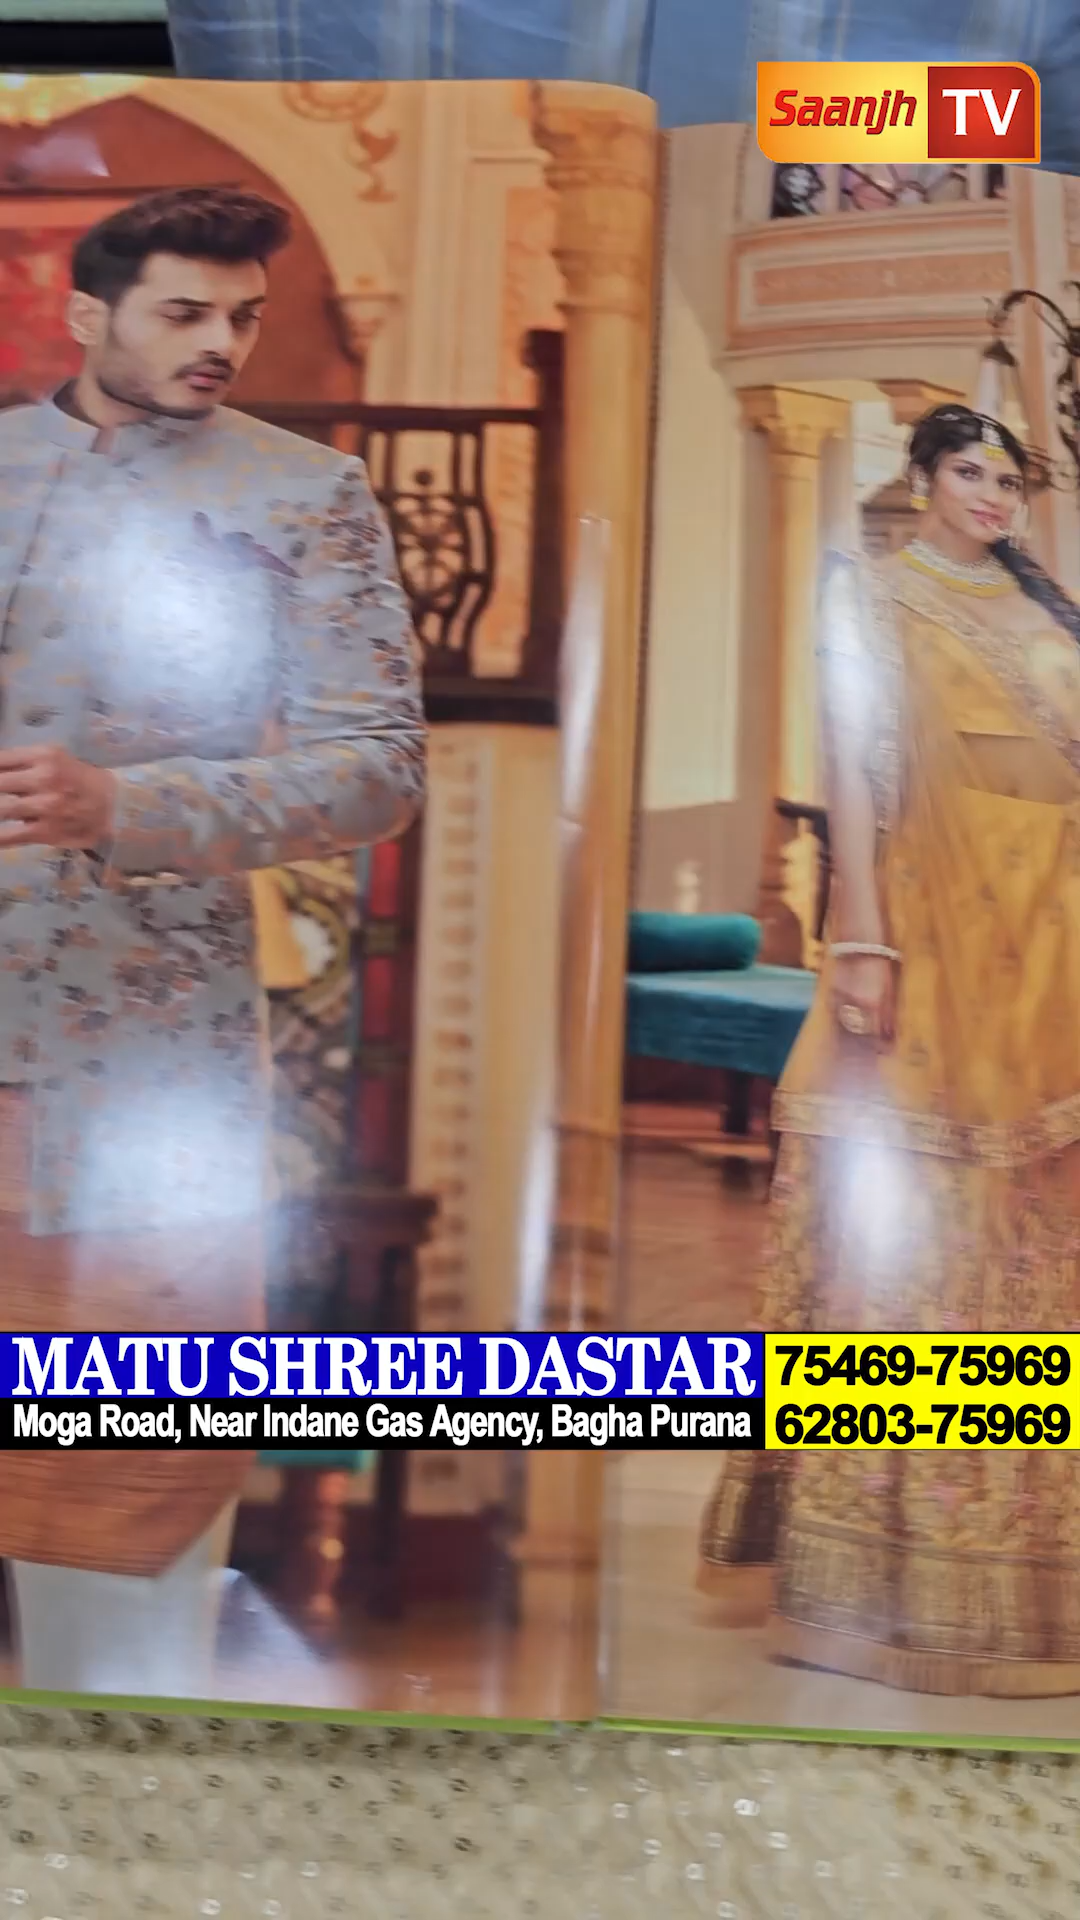 Saanjh TV
MATU SHREE DASTAR
Moga Road, Near Indane Gas Agency, Bagha Purana
75469-75969
62803-75969